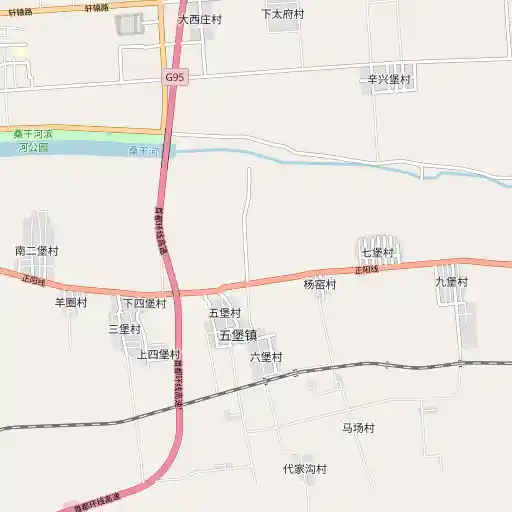 轩辕路
轩辕路
大西庄村
下太府村
G95
辛兴堡村
桑干河滨
河公园
桑干河
首都环线高速
南二堡村
正阳线
七堡村
正阳线
羊圈村
下四堡村
杨窑村
九堡村
五堡村
三堡村
五堡镇
上四堡村
六堡村
首都环线高速
马场村
代家沟村
首都环线高速